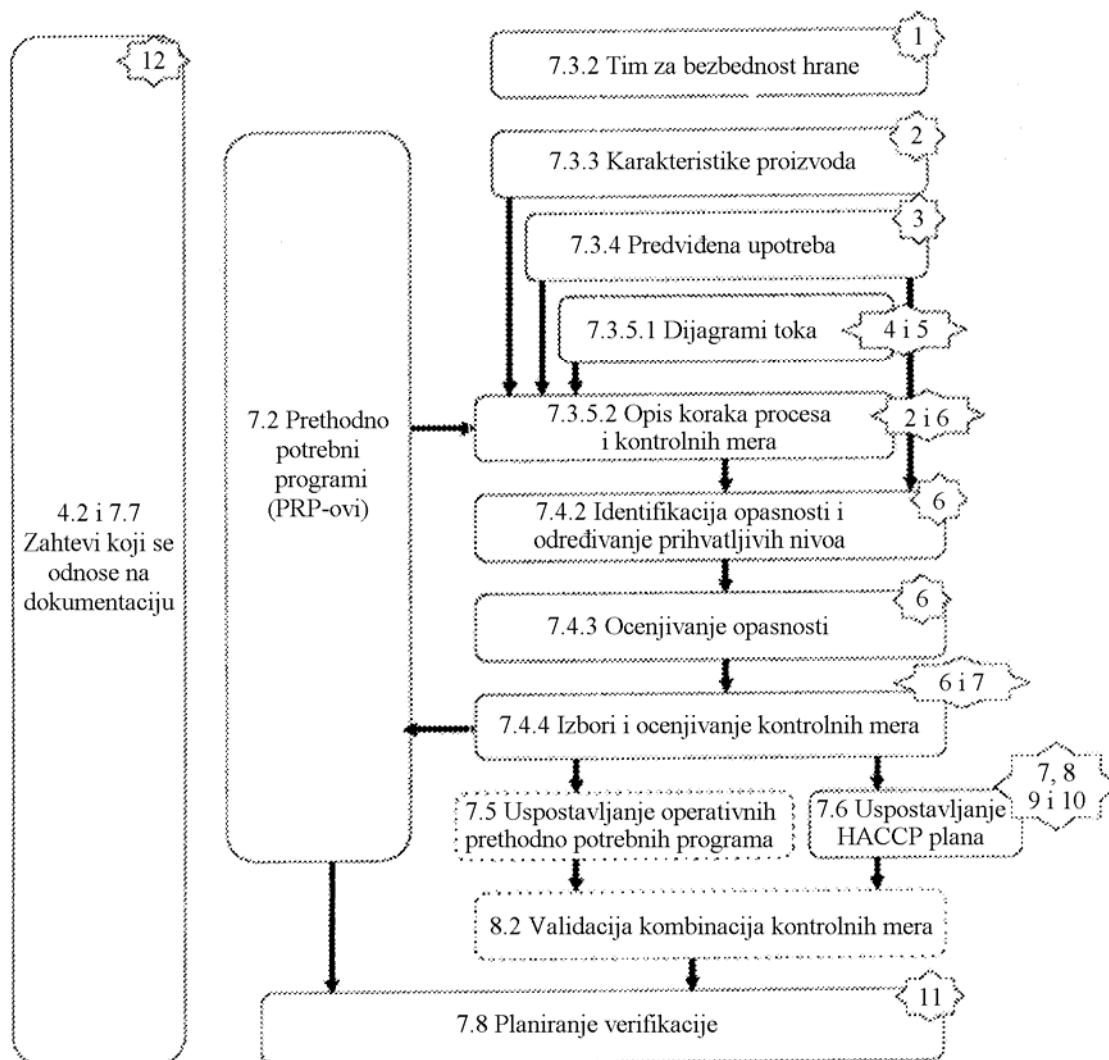 12
4.2 i 7.7
Zahtevi koji se
odnose na
dokumentaciju
7.2 Prethodno
potrebni
programi
(PRP-ovi)
1
7.3.2 Tim za bezbednost hrane
2
7.3.3 Karakteristike proizvoda
3
7.3.4 Predviđena upotreba
7.3.5.1 Dijagrami toka
4 i 5
7.3.5.2 Opis koraka procesa
i kontrolnih mera
2 i 6
6
7.4.2 Identifikacija opasnosti i
određivanje prihvatljivih nivoa
6
7.4.3 Ocenjivanje opasnosti
6 i 7
7.4.4 Izbori i ocenjivanje kontrolnih mera
7, 8
9 i 10
7.5 Uspostavljanje operativnih
prethodno potrebnih programa
7.6 Uspostavljanje
HACCP plana
8.2 Validacija kombinacija kontrolnih mera
11
7.8 Planiranje verifikacije